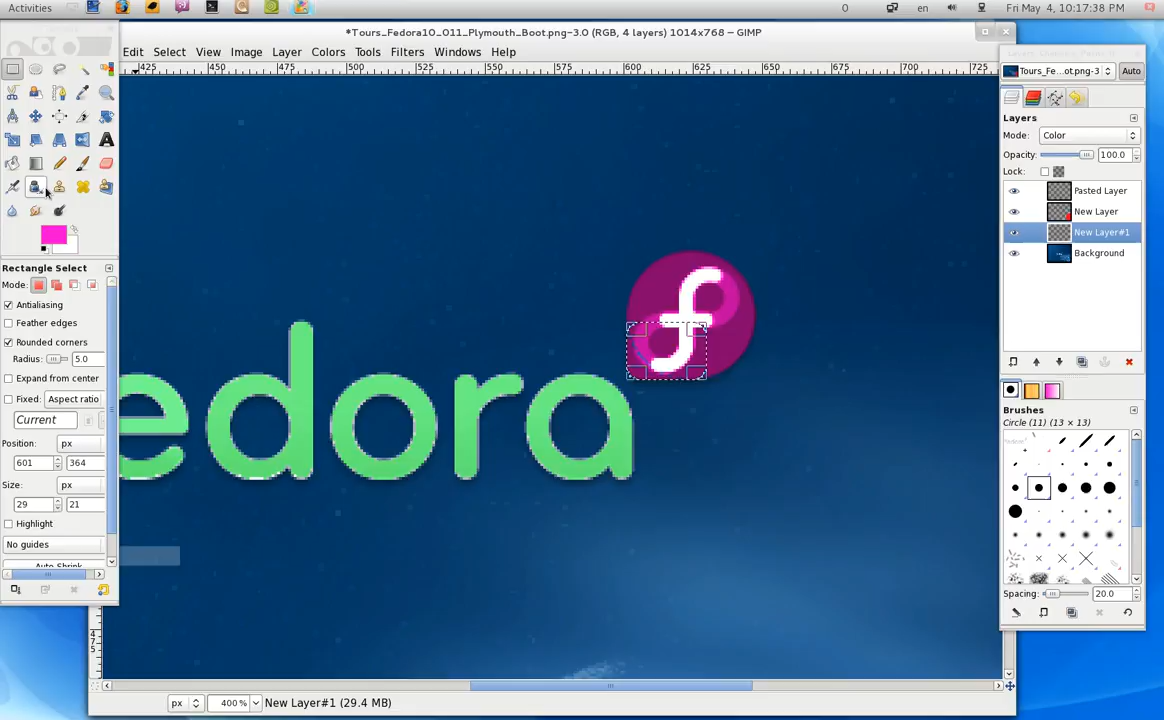 Activities
0
en
Fri May 4, 10:17:38 PM
*Tours_Fedora10_011_Plymouth_Boot.png-3.0 (RGB, 4 layers) 1014x768 – GIMP
Edit Select View Image Layer Colors Tools Filters Windows Help
425 450 475 500 525 550 575 600 625 650 675 700 725
Tours_Fe...ot.png-3 Auto
Layers
Mode: Color
Opacity: 100.0
Lock:
Pasted Layer
New Layer
New Layer#1
Background
Rectangle Select
Mode:
Antialiasing
Feather edges
Rounded corners
Radius: 5.0
Expand from center
Fixed: Aspect ratio
Current
Position: px
601 364
Size: px
29 21
Highlight
No guides
Auto Shrink
edora
f
Brushes
Circle (11) (13 × 13)
Spacing: 20.0
4
7
5
px 400 % New Layer#1 (29.4 MB)